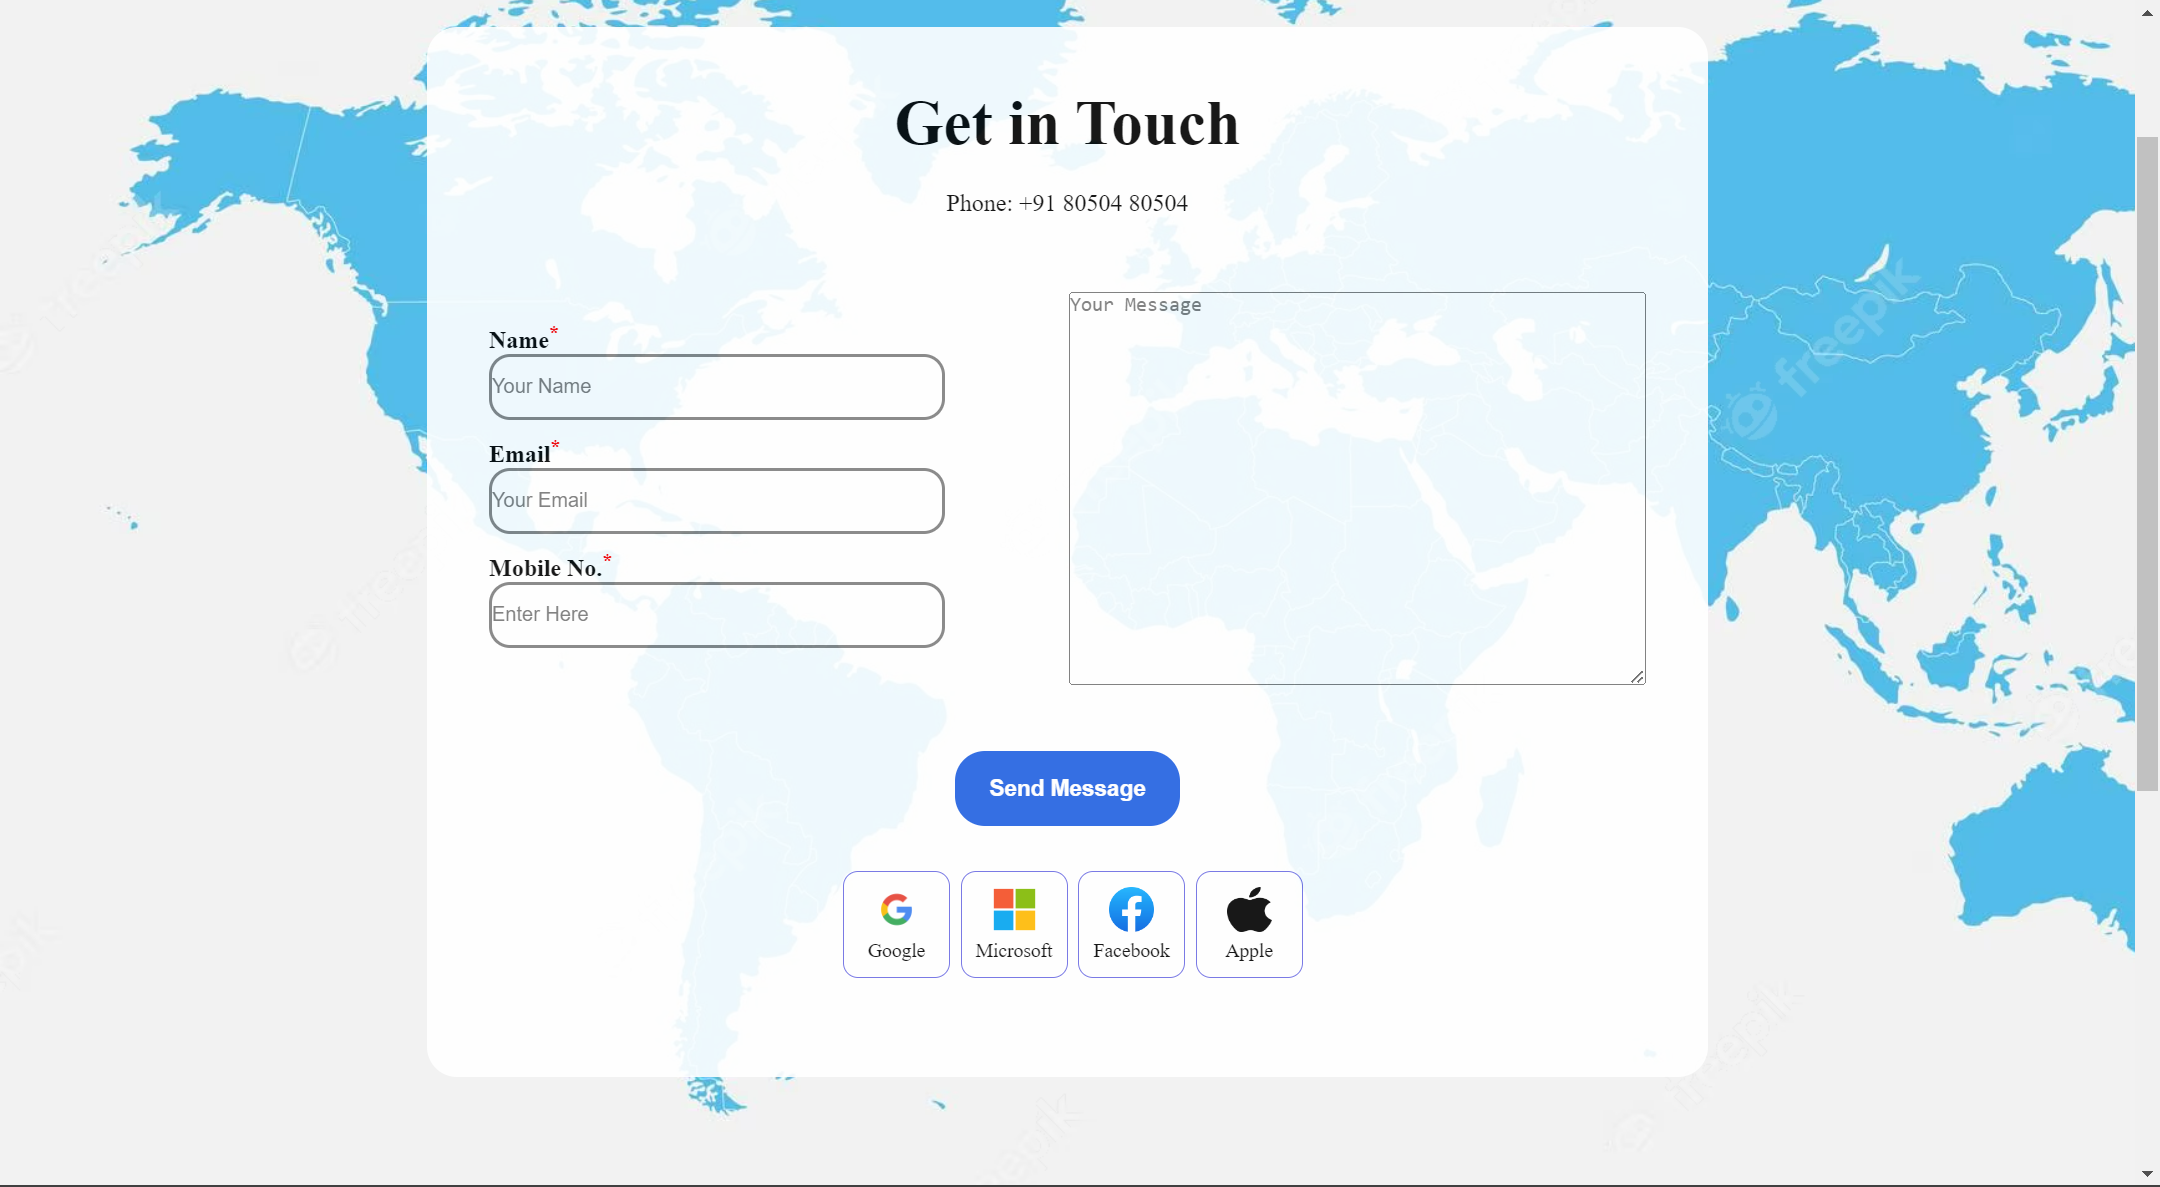 Get in Touch
Phone: +91 80504 80504
Name*
Your Name
Email*
Your Email
Mobile No.*
Enter Here
Your Message
Send Message
Google
Microsoft
Facebook
Apple
freepik